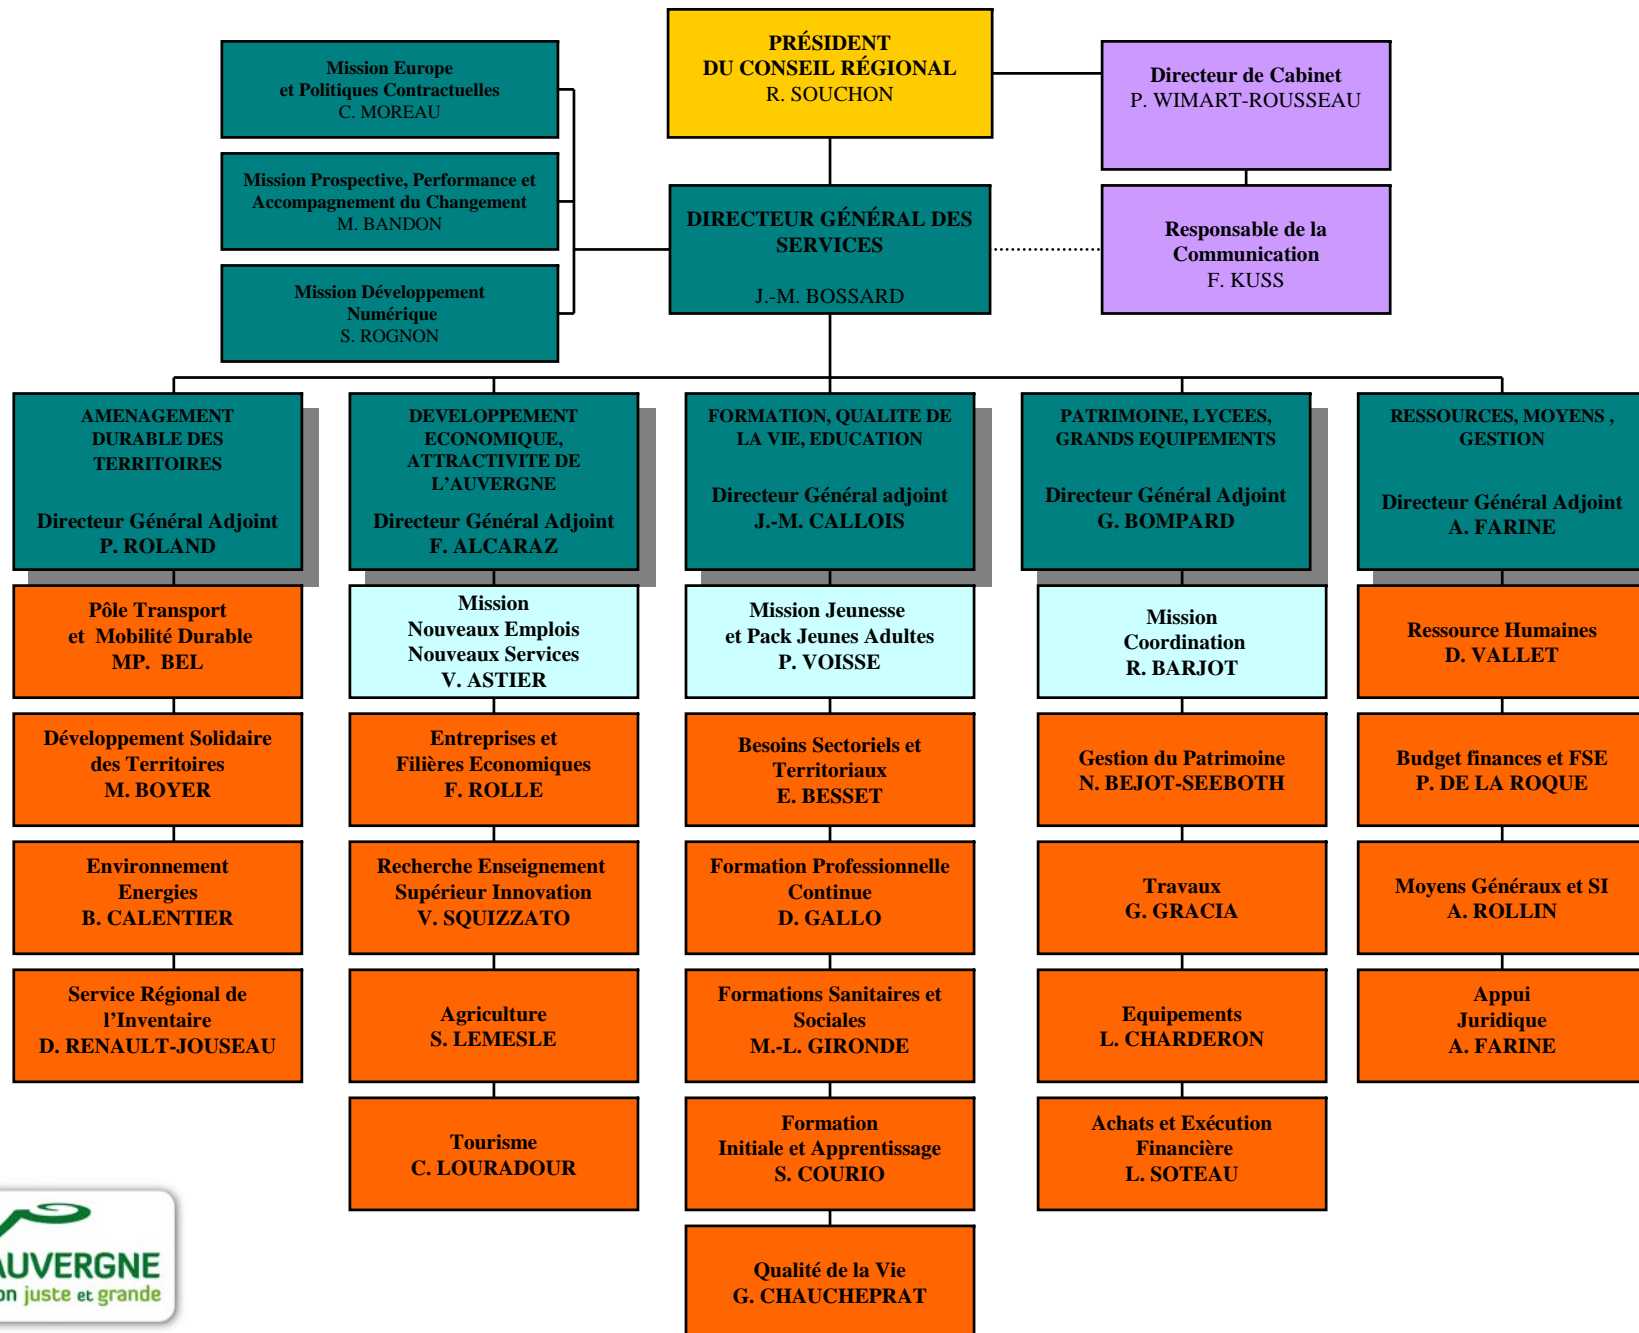 PRÉSIDENT
DU CONSEIL RÉGIONAL
R. SOUCHON
Directeur de Cabinet
P. WIMART-ROUSSEAU
Mission Europe
et Politiques Contractuelles
C. MOREAU
Mission Prospective, Performance et
Accompagnement du Changement
M. BANDON
Mission Développement
Numérique
S. ROGNON
DIRECTEUR GÉNÉRAL DES
SERVICES
J.-M. BOSSARD
Responsable de la
Communication
F. KUSS
AMENAGEMENT
DURABLE DES
TERRITOIRES
Directeur Général Adjoint
P. ROLAND
Pôle Transport
et Mobilité Durable
MP. BEL
Développement Solidaire
des Territoires
M. BOYER
Environnement
Energies
B. CALENTIER
Service Régional de
l'Inventaire
D. RENAULT-JOUSEAU
DEVELOPPEMENT
ECONOMIQUE,
ATTRACTIVITE DE
L'AUVERGNE
Directeur Général Adjoint
F. ALCARAZ
Mission
Nouveaux Emplois
Nouveaux Services
V. ASTIER
Entreprises et
Filières Economiques
F. ROLLE
Recherche Enseignement
Supérieur Innovation
V. SQUIZZATO
Agriculture
S. LEMESLE
Tourisme
C. LOURADOUR
FORMATION, QUALITE DE
LA VIE, EDUCATION
Directeur Général adjoint
J.-M. CALLOIS
Mission Jeunesse
et Pack Jeunes Adultes
P. VOISSE
Besoins Sectoriels et
Territoriaux
E. BESSET
Formation Professionnelle
Continue
D. GALLO
Formations Sanitaires et
Sociales
M.-L. GIRONDE
Formation
Initiale et Apprentissage
S. COURIO
Qualité de la Vie
G. CHAUCHEPRAT
PATRIMOINE, LYCEES,
GRANDS EQUIPEMENTS
Directeur Général Adjoint
G. BOMPARD
Mission
Coordination
R. BARJOT
Gestion du Patrimoine
N. BEJOT-SEEBOTH
Travaux
G. GRACIA
Equipements
L. CHARDERON
Achats et Exécution
Financière
L. SOTEAU
RESSOURCES, MOYENS ,
GESTION
Directeur Général Adjoint
A. FARINE
Ressource Humaines
D. VALLET
Budget finances et FSE
P. DE LA ROQUE
Moyens Généraux et SI
A. ROLLIN
Appui
Juridique
A. FARINE
AUVERGNE
on juste et grande